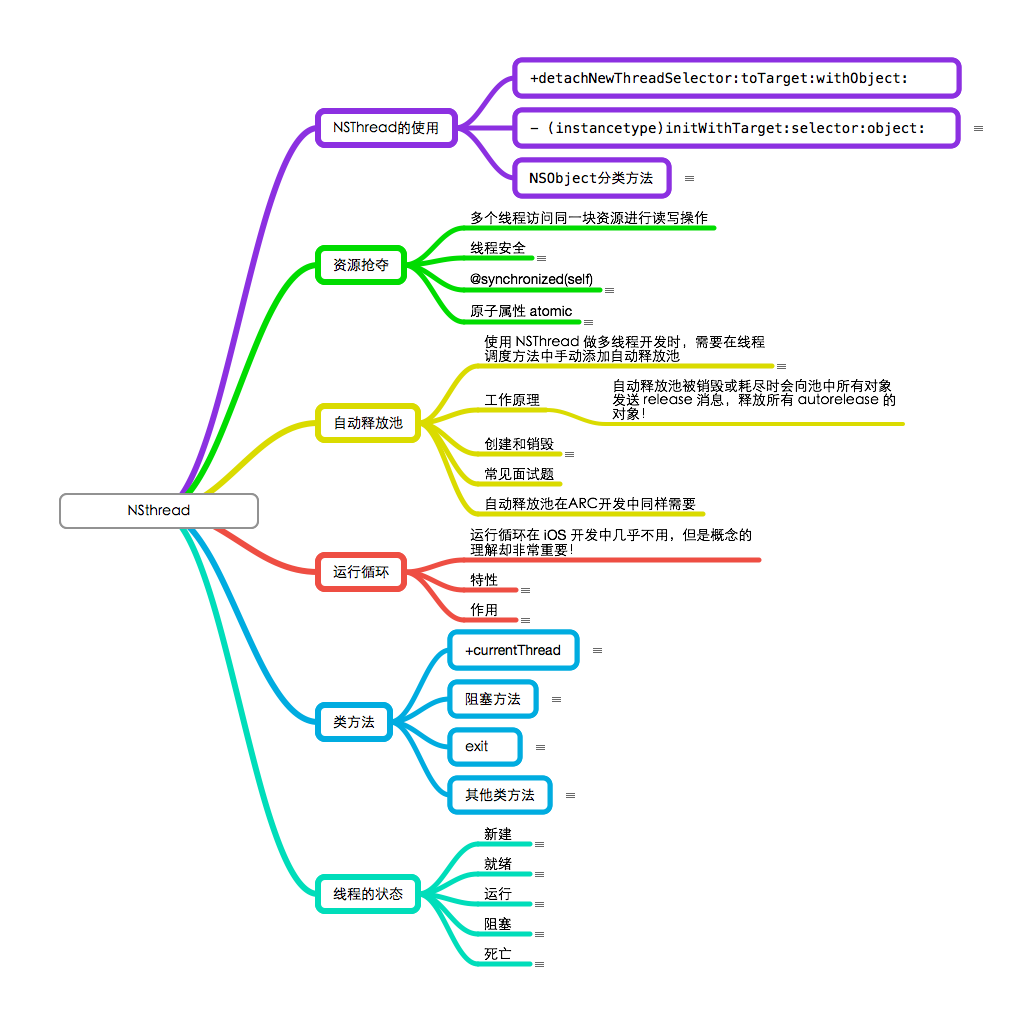 NSthread
NSThread的使用
+detachNewThreadSelector:toTarget:withObject:
- (instancetype)initWithTarget:selector:object:
NSObject分类方法
资源抢夺
多个线程访问同一块资源进行读写操作
线程安全
@synchronized(self)
原子属性 atomic
自动释放池
使用 NSThread 做多线程开发时，需要在线程
调度方法中手动添加自动释放池
工作原理
自动释放池被销毁或耗尽时会向池中所有对象
发送 release 消息，释放所有 autorelease 的
对象！
创建和销毁
常见面试题
自动释放池在ARC开发中同样需要
运行循环
运行循环在 iOS 开发中几乎不用，但是概念的
理解却非常重要！
特性
作用
类方法
+currentThread
阻塞方法
exit
其他类方法
线程的状态
新建
就绪
运行
阻塞
死亡